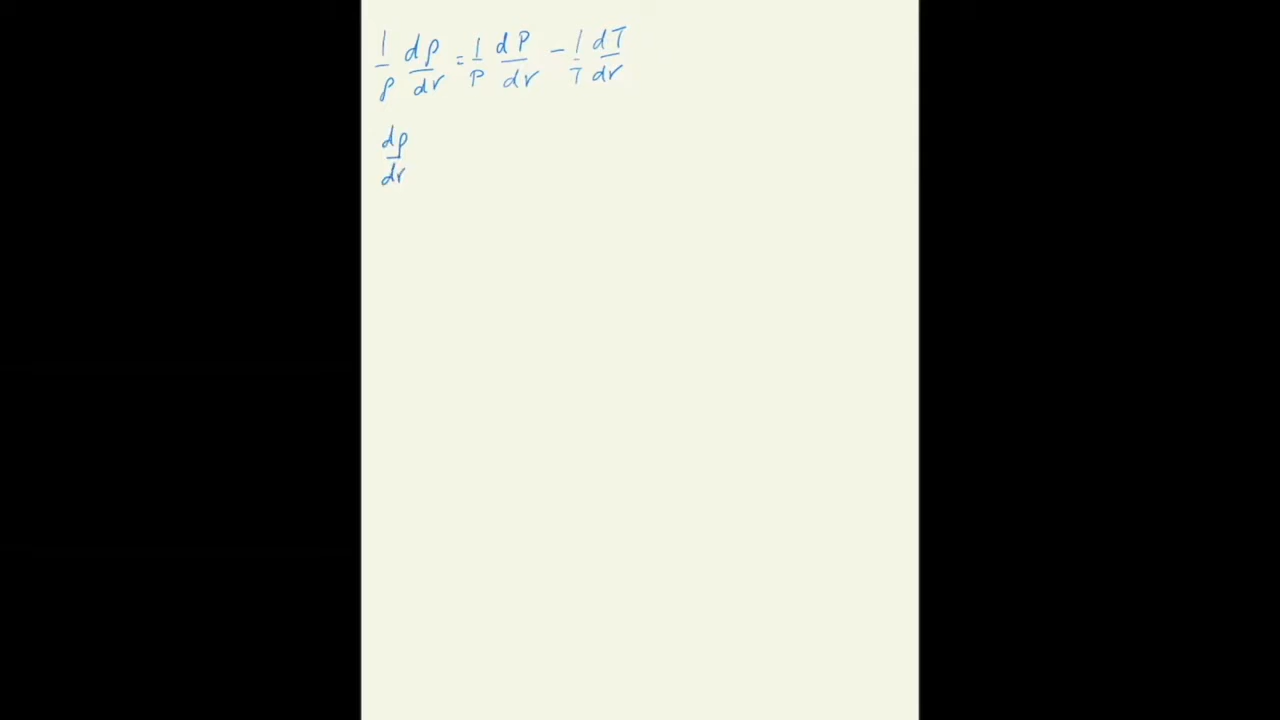 1/ρ dρ/dr = 1/P dP/dr − 1/T dT/dr
dρ/dr